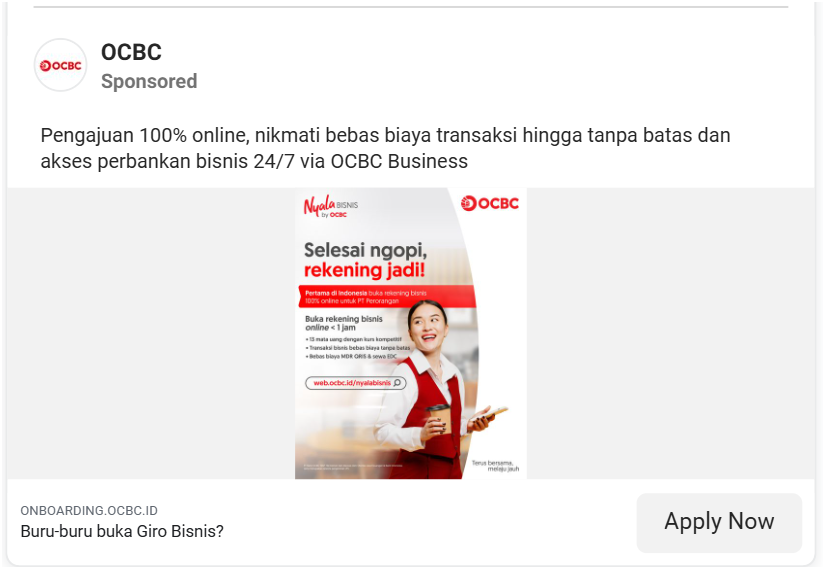 OCBC
OCBC
Sponsored
Pengajuan 100% online, nikmati bebas biaya transaksi hingga tanpa batas dan
akses perbankan bisnis 24/7 via OCBC Business
Nyala BISNIS
by OCBC
OCBC
Selesai ngopi,
rekening jadi!
Pertama di Indonesia buka rekening bisnis
100% online untuk PT Perorangan
Buka rekening bisnis
online < 1 jam
• 13 mata uang dengan kurs kompetitif
• Transaksi bisnis bebas biaya tanpa batas
• Bebas biaya MDR QRIS & sewa EDC
web.ocbc.id/nyalabisnis
Terus bersama,
melaju jauh
ONBOARDING.OCBC.ID
Buru-buru buka Giro Bisnis?
Apply Now